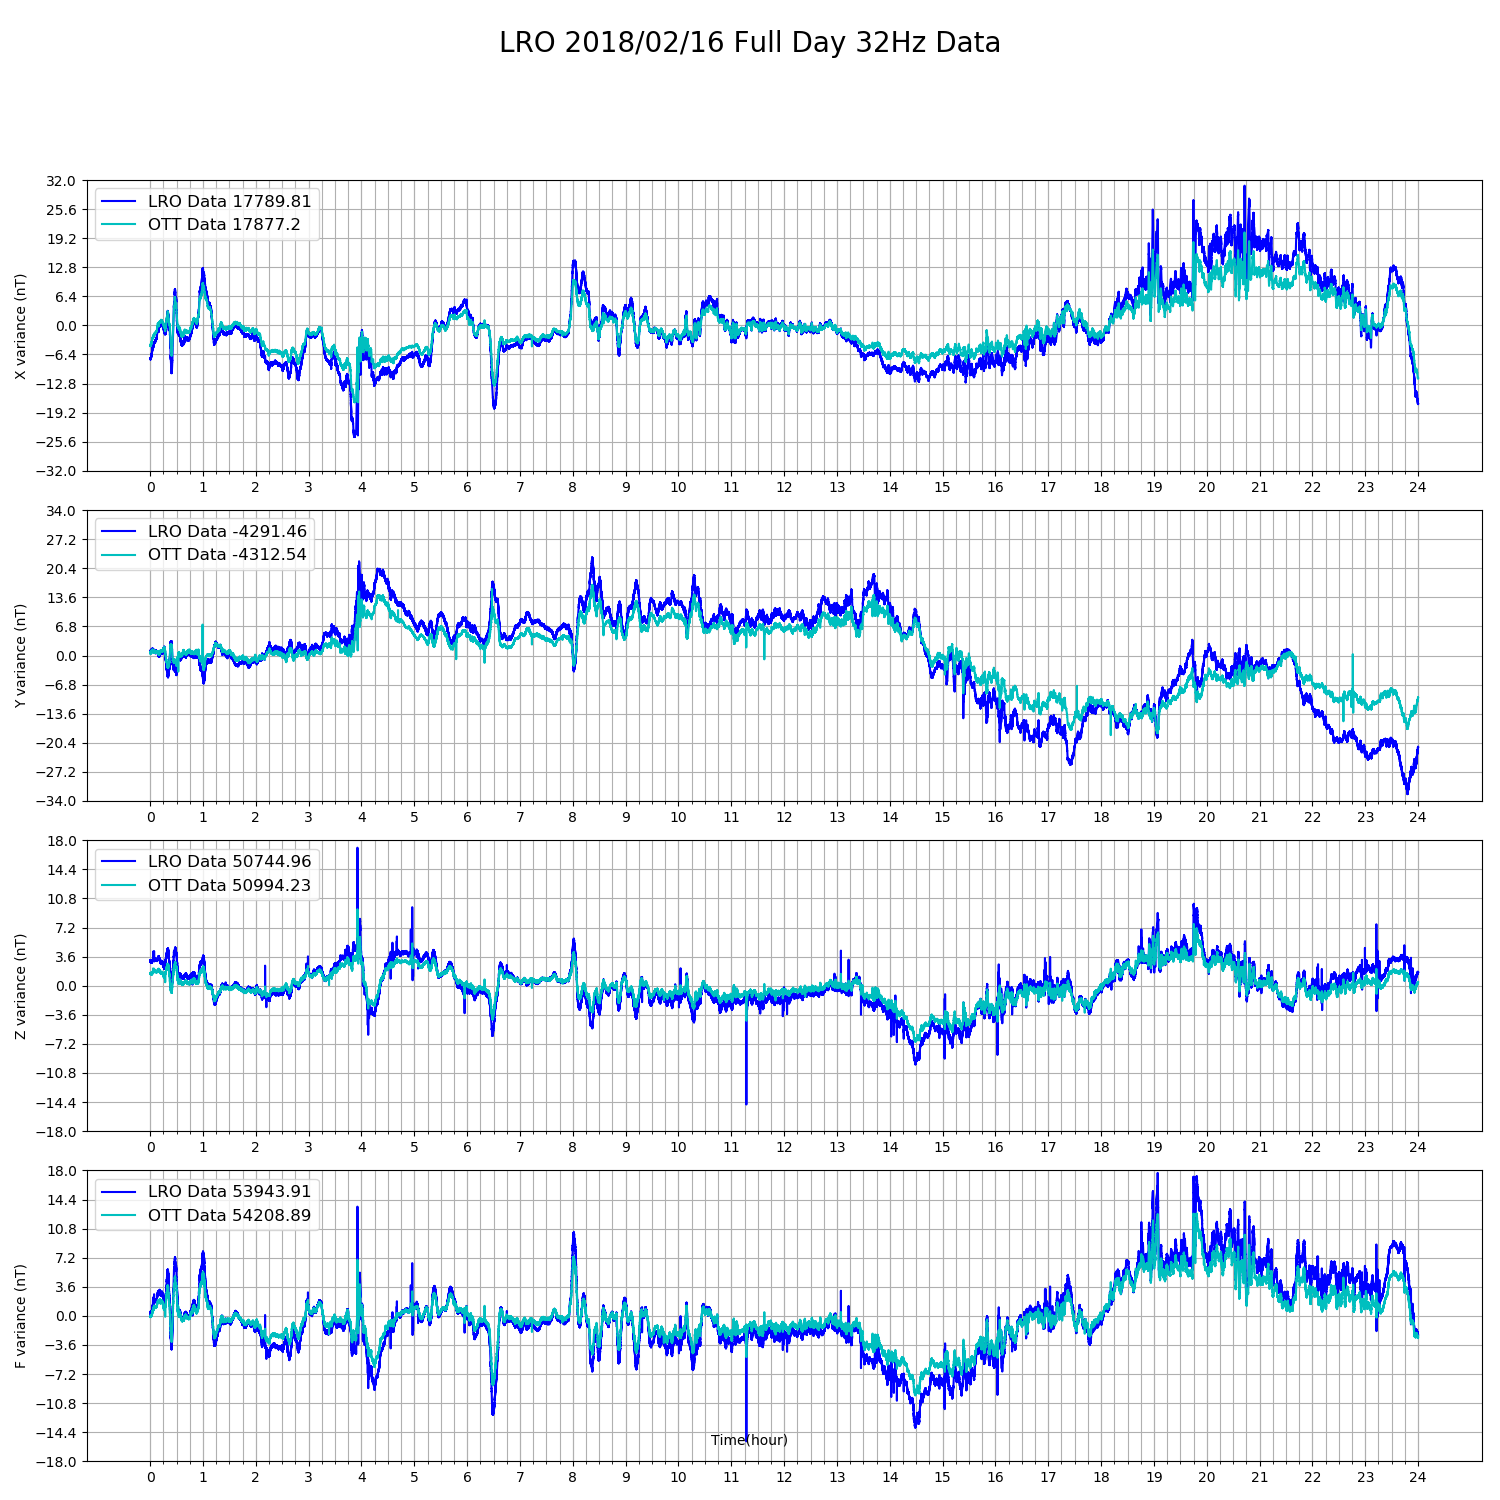 LRO 2018/02/16 Full Day 32Hz Data
X variance (nT)
32.0
25.6
19.2
12.8
6.4
0.0
−6.4
−12.8
−19.2
−25.6
−32.0
LRO Data 17789.81
OTT Data 17877.2
0 1 2 3 4 5 6 7 8 9 10 11 12 13 14 15 16 17 18 19 20 21 22 23 24
Y variance (nT)
34.0
27.2
20.4
13.6
6.8
0.0
−6.8
−13.6
−20.4
−27.2
−34.0
LRO Data -4291.46
OTT Data -4312.54
0 1 2 3 4 5 6 7 8 9 10 11 12 13 14 15 16 17 18 19 20 21 22 23 24
Z variance (nT)
18.0
14.4
10.8
7.2
3.6
0.0
−3.6
−7.2
−10.8
−14.4
−18.0
LRO Data 50744.96
OTT Data 50994.23
0 1 2 3 4 5 6 7 8 9 10 11 12 13 14 15 16 17 18 19 20 21 22 23 24
F variance (nT)
18.0
14.4
10.8
7.2
3.6
0.0
−3.6
−7.2
−10.8
−14.4
−18.0
LRO Data 53943.91
OTT Data 54208.89
Time(hour)
0 1 2 3 4 5 6 7 8 9 10 11 12 13 14 15 16 17 18 19 20 21 22 23 24